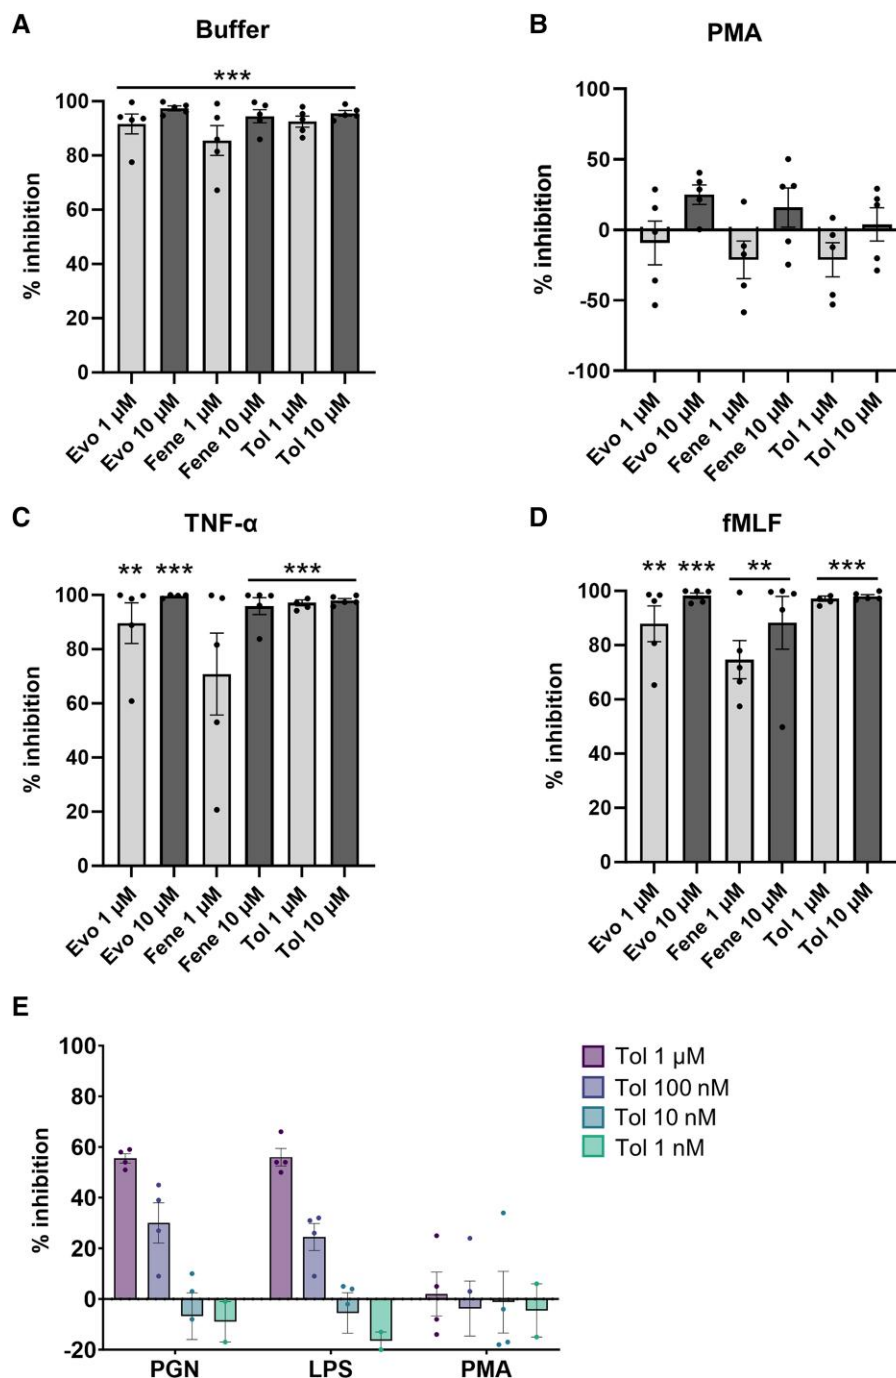 A
Buffer
***
% inhibition
100
80
60
40
20
0
Evo 1 µM
Evo 10 µM
Fene 1 µM
Fene 10 µM
Tol 1 µM
Tol 10 µM
B
PMA
% inhibition
100
50
0
-50
-100
Evo 1 µM
Evo 10 µM
Fene 1 µM
Fene 10 µM
Tol 1 µM
Tol 10 µM
C
TNF-α
** *** ***
% inhibition
100
80
60
40
20
0
Evo 1 µM
Evo 10 µM
Fene 1 µM
Fene 10 µM
Tol 1 µM
Tol 10 µM
D
fMLF
** *** ** ***
% inhibition
100
80
60
40
20
0
Evo 1 µM
Evo 10 µM
Fene 1 µM
Fene 10 µM
Tol 1 µM
Tol 10 µM
E
% inhibition
100
80
60
40
20
0
-20
PGN LPS PMA
Tol 1 µM
Tol 100 nM
Tol 10 nM
Tol 1 nM